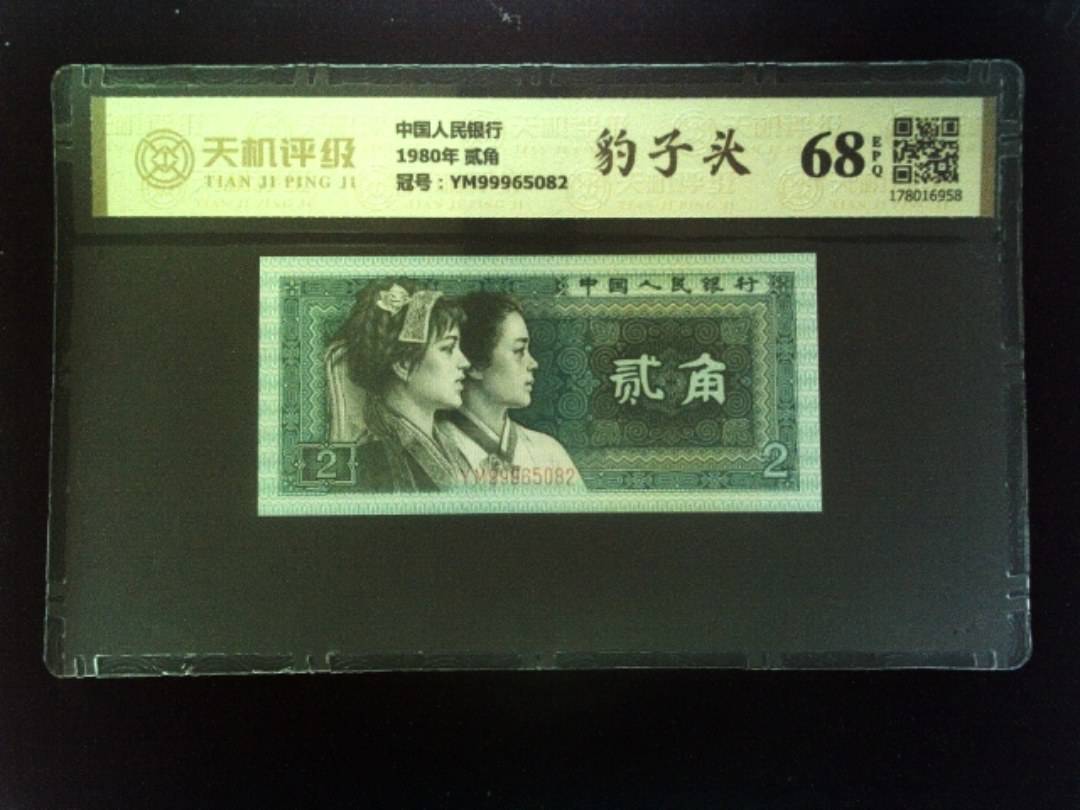 天机评级
TIAN JI PING JI
中国人民银行
1980年 贰角
冠号：YM99965082
豹子头
68
EPQ
178016958
中国人民银行
贰角
2
YM99965082
2